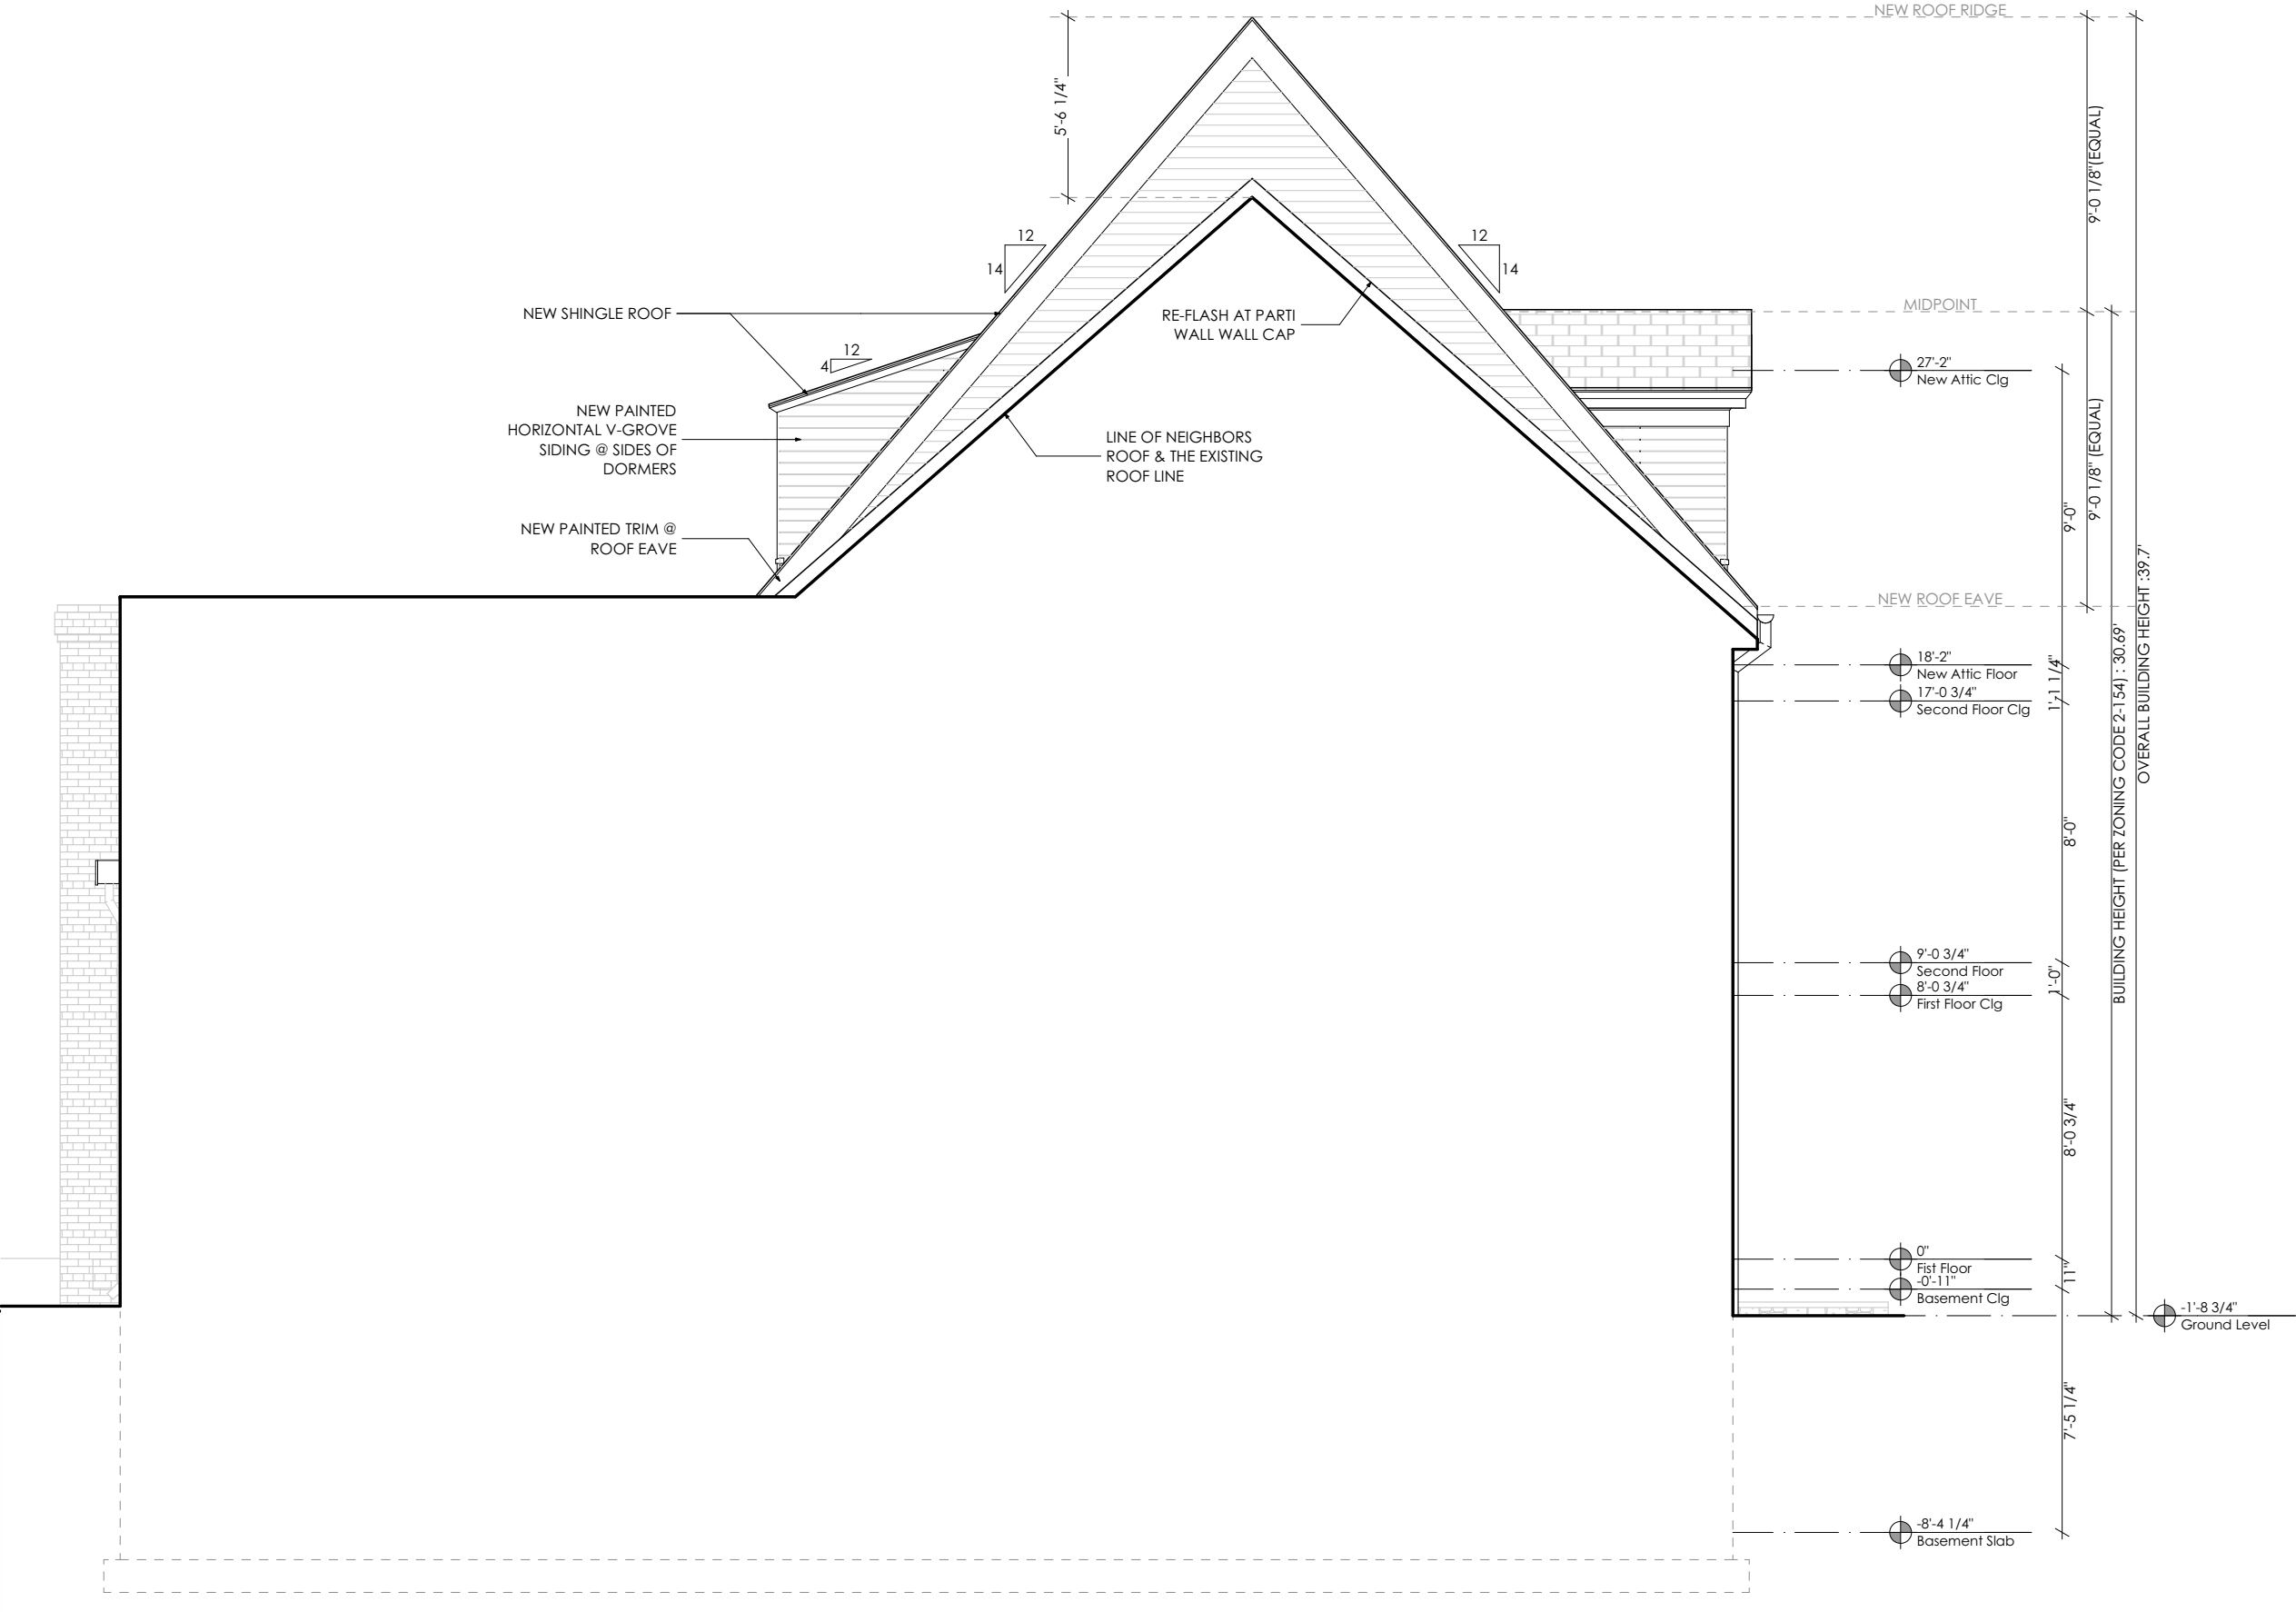 NEW ROOF RIDGE
5'-6 1/4"
9'-0 1/8"(EQUAL)
12
14
12
14
NEW SHINGLE ROOF
RE-FLASH AT PARTI
WALL WALL CAP
MIDPOINT
12
4
27'-2"
New Attic Clg
NEW PAINTED
HORIZONTAL V-GROVE
SIDING @ SIDES OF
DORMERS
LINE OF NEIGHBORS
ROOF & THE EXISTING
ROOF LINE
9'-0 1/8" (EQUAL)
9'-0"
NEW PAINTED TRIM @
ROOF EAVE
NEW ROOF EAVE
OVERALL BUILDING HEIGHT :39.7'
BUILDING HEIGHT (PER ZONING CODE 2-154) : 30.69'
18'-2"
New Attic Floor
1'-1 1/4"
17'-0 3/4"
Second Floor Clg
8'-0"
9'-0 3/4"
Second Floor
1'-0"
8'-0 3/4"
First Floor Clg
8'-0 3/4"
0"
Fist Floor
11"
-0'-11"
Basement Clg
-1'-8 3/4"
Ground Level
7'-5 1/4"
-8'-4 1/4"
Basement Slab